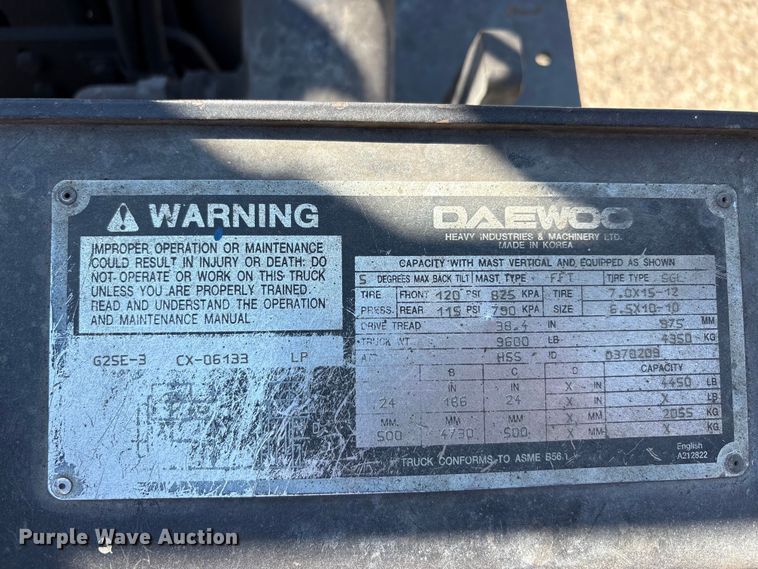 WARNING
IMPROPER OPERATION OR MAINTENANCE
COULD RESULT IN INJURY OR DEATH. DO
NOT OPERATE OR WORK ON THIS TRUCK
UNLESS YOU ARE PROPERLY TRAINED.
READ AND UNDERSTAND THE OPERATION
AND MAINTENANCE MANUAL.
G25E-3 CX-06133 LP
DAEWOO
HEAVY INDUSTRIES & MACHINERY LTD.
MADE IN KOREA
CAPACITY WITH MAST VERTICAL AND EQUIPPED AS SHOWN
5 DEGREES MAX BACK TILT MAST TYPE FFT TIRE TYPE SGL
TIRE FRONT 120 PSI 825 KPA TIRE 7.0X15-12
PRESS. REAR 115 PSI 790 KPA SIZE 6.5X10-10
DRIVE TREAD 38.4 IN 975 MM
TRUCK WT 9600 LB 4350 KG
HSS ID 0370209
B C D CAPACITY
IN IN X IN 4450 LB
24 186 24 X IN X LB
MM MM MM X MM 2055 KG
500 4730 500 X MM X KG
TRUCK CONFORMS TO ASME B56.1
English
A212822
Purple Wave Auction